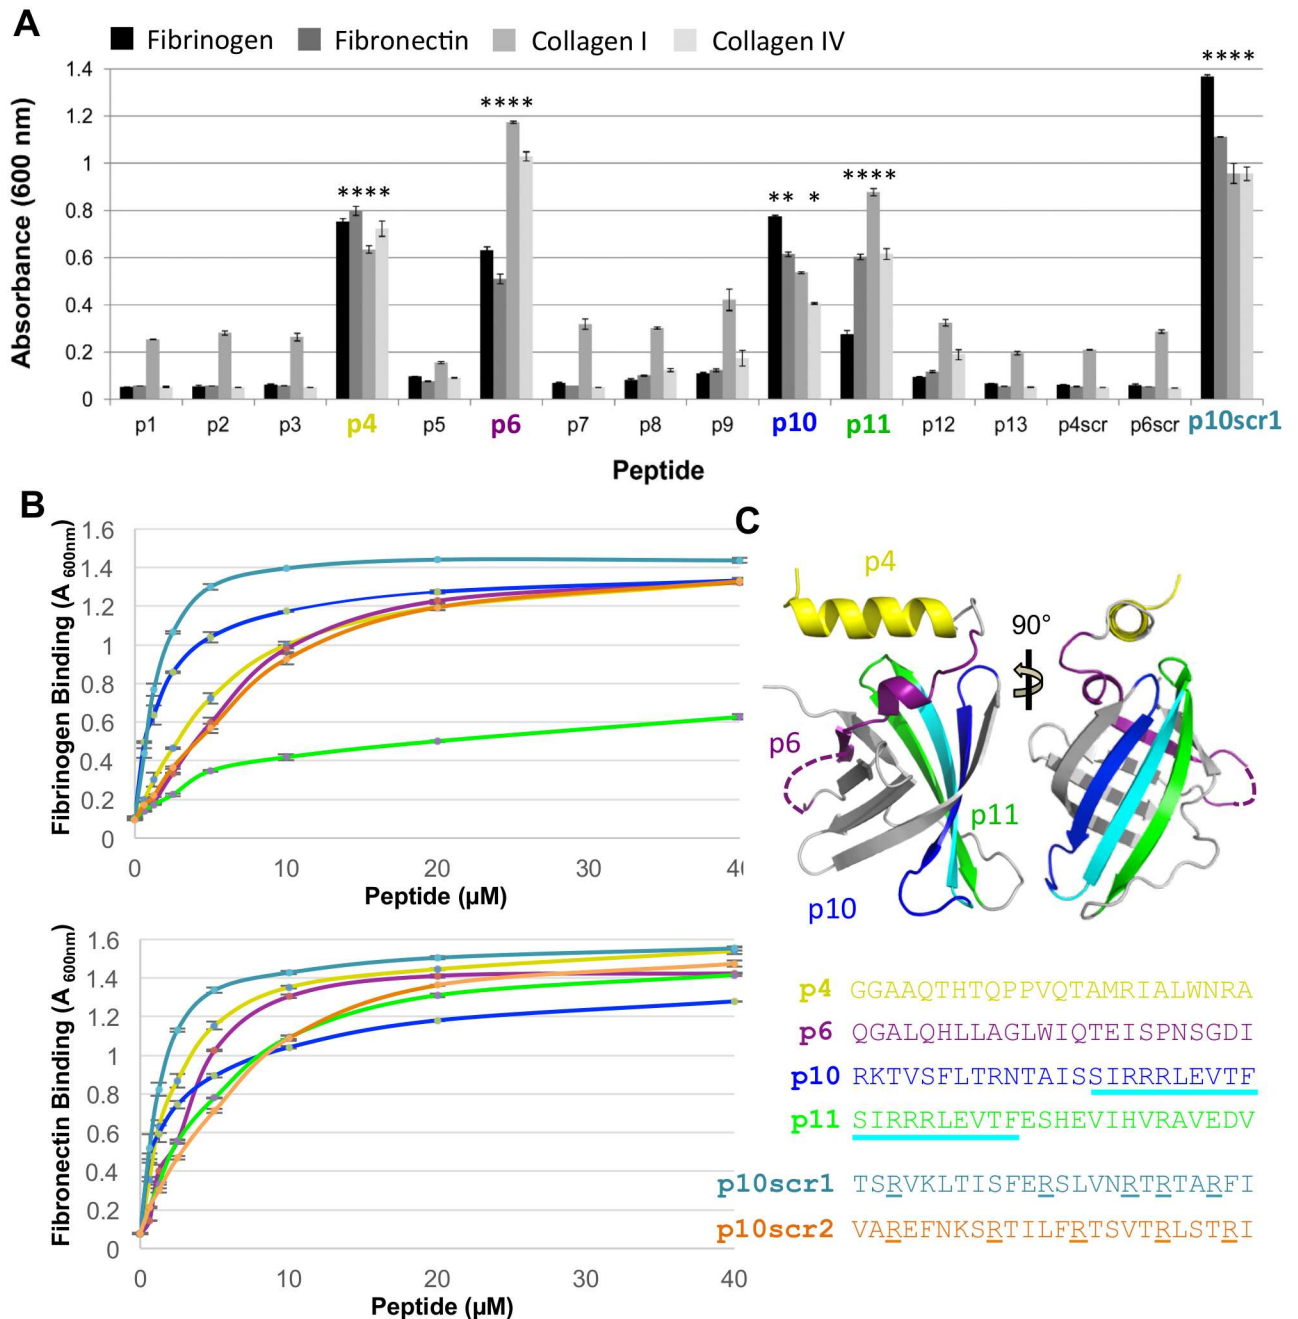 A
Fibrinogen Fibronectin Collagen I Collagen IV
Absorbance (600 nm)
1.4
1.2
1
0.8
0.6
0.4
0.2
0
****
****
** *
****
****
p1 p2 p3 p4 p5 p6 p7 p8 p9 p10 p11 p12 p13 p4scr p6scr p10scr1
Peptide
B
Fibrinogen Binding (A 600nm)
1.6
1.4
1.2
1
0.8
0.6
0.4
0.2
0
0 10 20 30 40
Peptide (µM)
Fibronectin Binding (A 600nm)
1.6
1.4
1.2
1
0.8
0.6
0.4
0.2
0
0 10 20 30 40
Peptide (µM)
C
p4
90°
p6
p11
p10
p4 GGAAQTHTQPPVQTAMRIALWNRA
p6 QGALQHLLAGLWIQTEISPNSGDI
p10 RKTVSFLTRNTAISSIRRRLEVTF
p11 SIRRRLEVTFESHEVIHVRAVEDV
p10scr1 TSRVKLTISFERSLVNRTRTARFI
p10scr2 VAREFNKSRTILFRTSVTRLSTRI